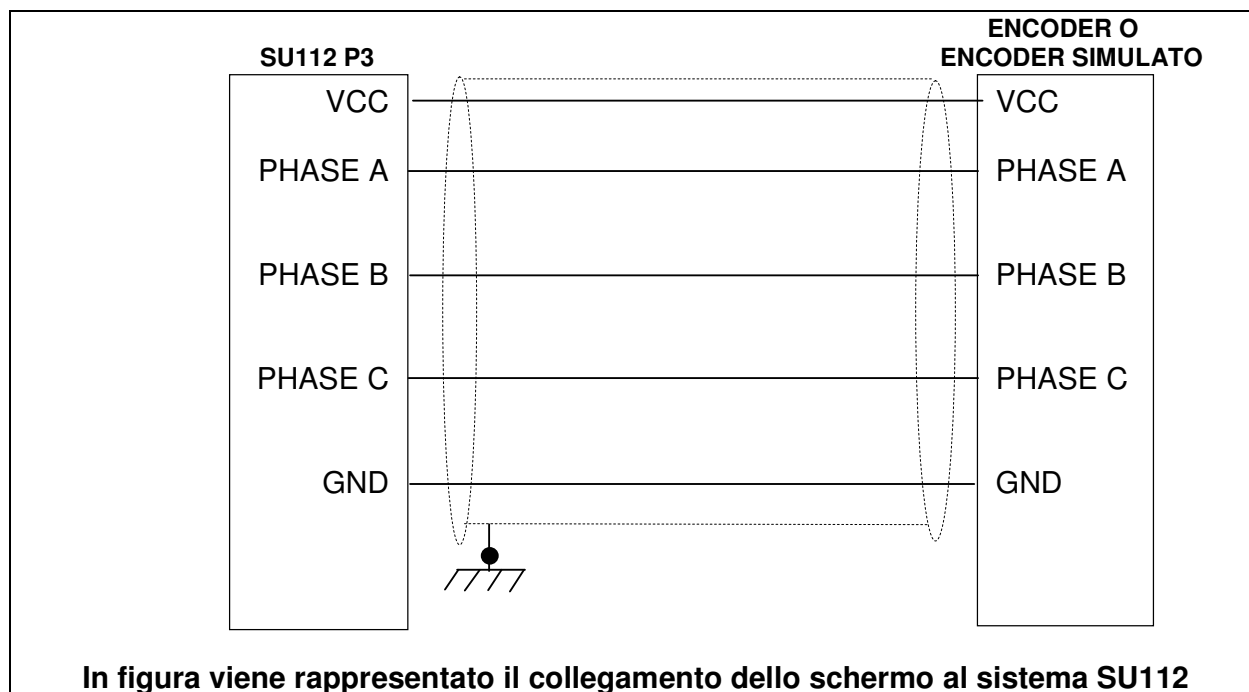 ENCODER O
SU112 P3
ENCODER SIMULATO
VCC
VCC
PHASE A
PHASE A
PHASE B
PHASE B
PHASE C
PHASE C
GND
GND
In figura viene rappresentato il collegamento dello schermo al sistema SU112